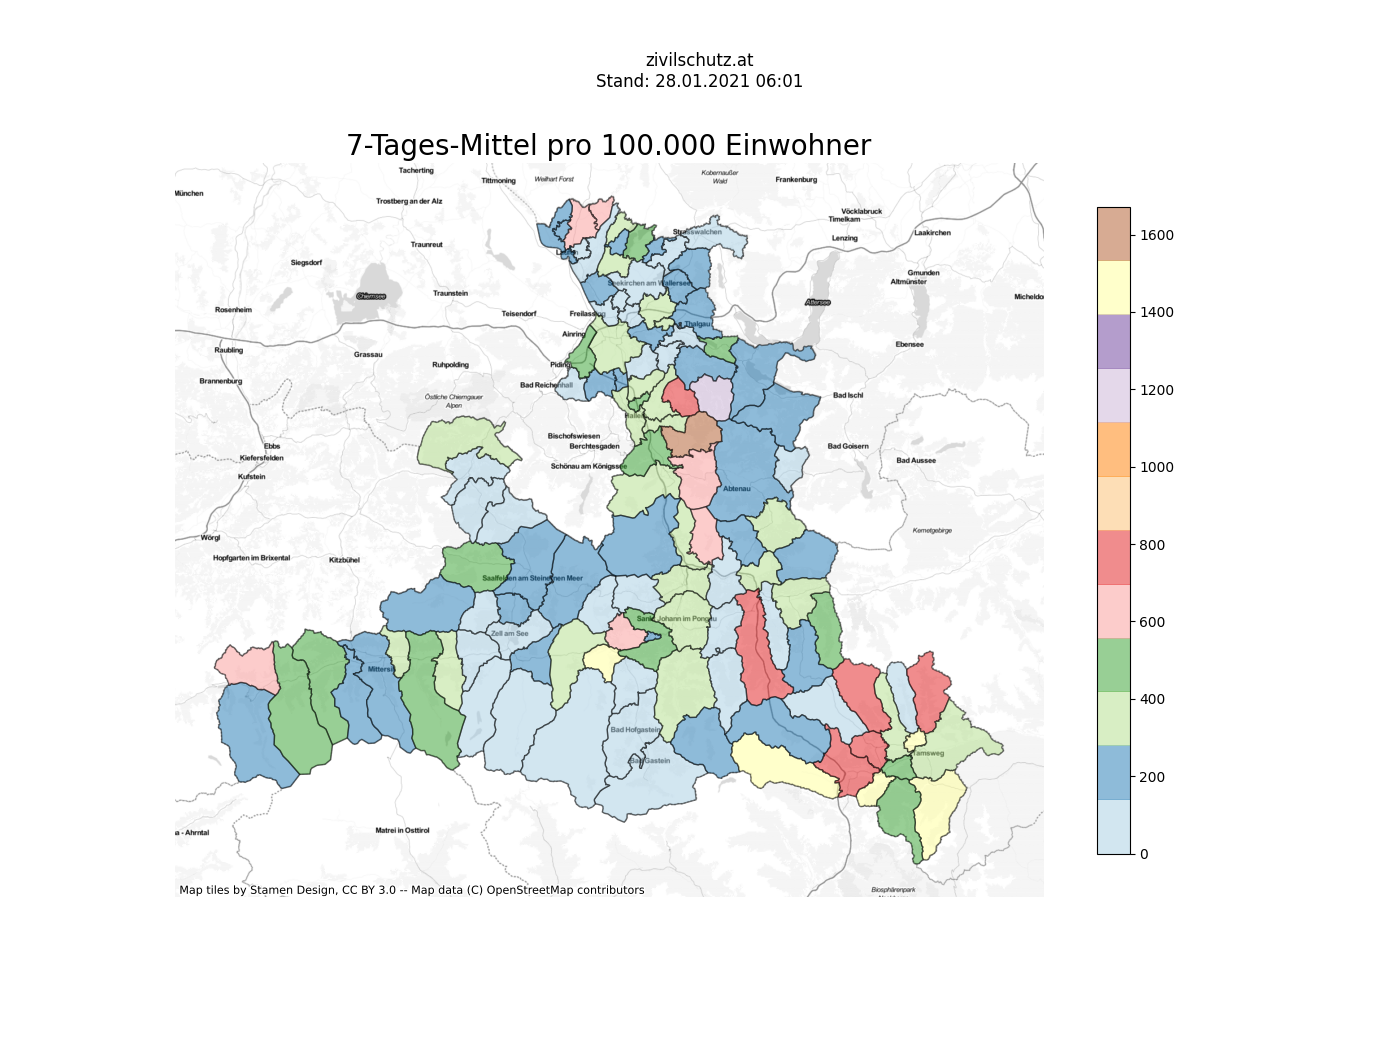 zivilschutz.at
Stand: 28.01.2021 06:01
7-Tages-Mittel pro 100.000 Einwohner
Tacherting
Tittmoning
Weilhart Forst
Kobernaußer
Wald
Frankenburg
München
Trostberg an der Alz
Vöcklabruck
Timelkam
Laakirchen
Lenzing
Traunreut
Siegsdorf
Gmunden
Altmünster
Seekirchen am Wallersee
Chiemsee
Traunstein
Attersee
Rosenheim
Teisendorf
Thalgau
Ainring
Ebensee
Raubling
Grassau
Ruhpolding
Brannenburg
Bad Reichenhall
Östliche Chiemgauer
Alpen
Bad Ischl
Bischofswiesen
Berchtesgaden
Ebbs
Kiefersfelden
Bad Goisern
Bad Aussee
Schönau am Königssee
Kufstein
Abtenau
Kemetgebirge
Wörgl
Hopfgarten im Brixental
Kitzbühel
Saalfelden am Steinernen Meer
Sankt Johann im Pongau
Zell am See
Bad Hofgastein
Bad Gastein
Tamsweg
Matrei in Osttirol
a - Ahrntal
Biosphärenpark
Map tiles by Stamen Design, CC BY 3.0 -- Map data (C) OpenStreetMap contributors
1600
1400
1200
1000
800
600
400
200
0